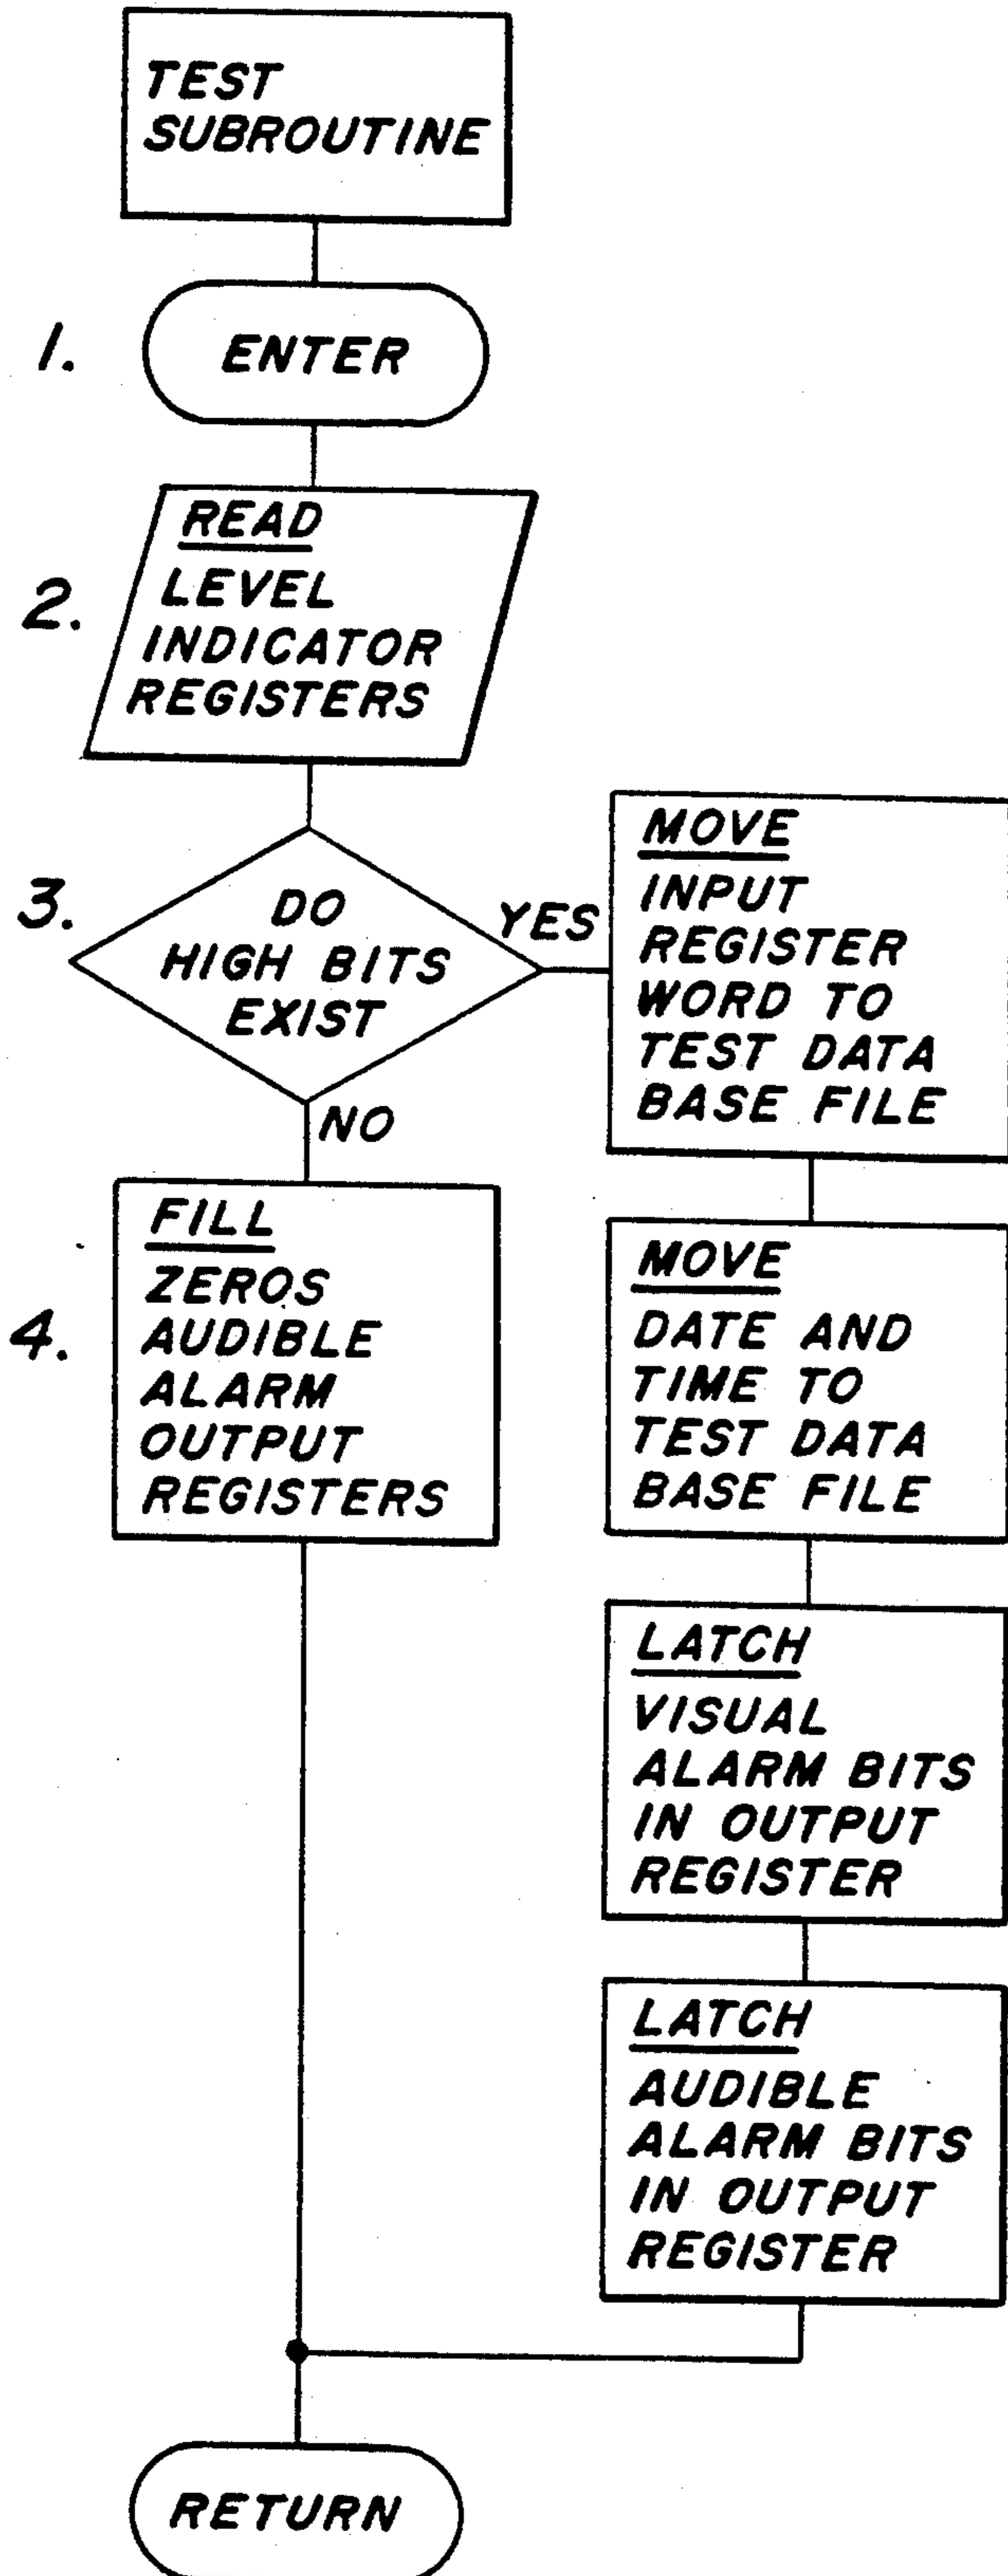 TEST
SUBROUTINE
1.
ENTER
2.
READ
LEVEL
INDICATOR
REGISTERS
3.
DO
HIGH BITS
EXIST
YES
NO
MOVE
INPUT
REGISTER
WORD TO
TEST DATA
BASE FILE
4.
FILL
ZEROS
AUDIBLE
ALARM
OUTPUT
REGISTERS
MOVE
DATE AND
TIME TO
TEST DATA
BASE FILE
LATCH
VISUAL
ALARM BITS
IN OUTPUT
REGISTER
LATCH
AUDIBLE
ALARM BITS
IN OUTPUT
REGISTER
RETURN